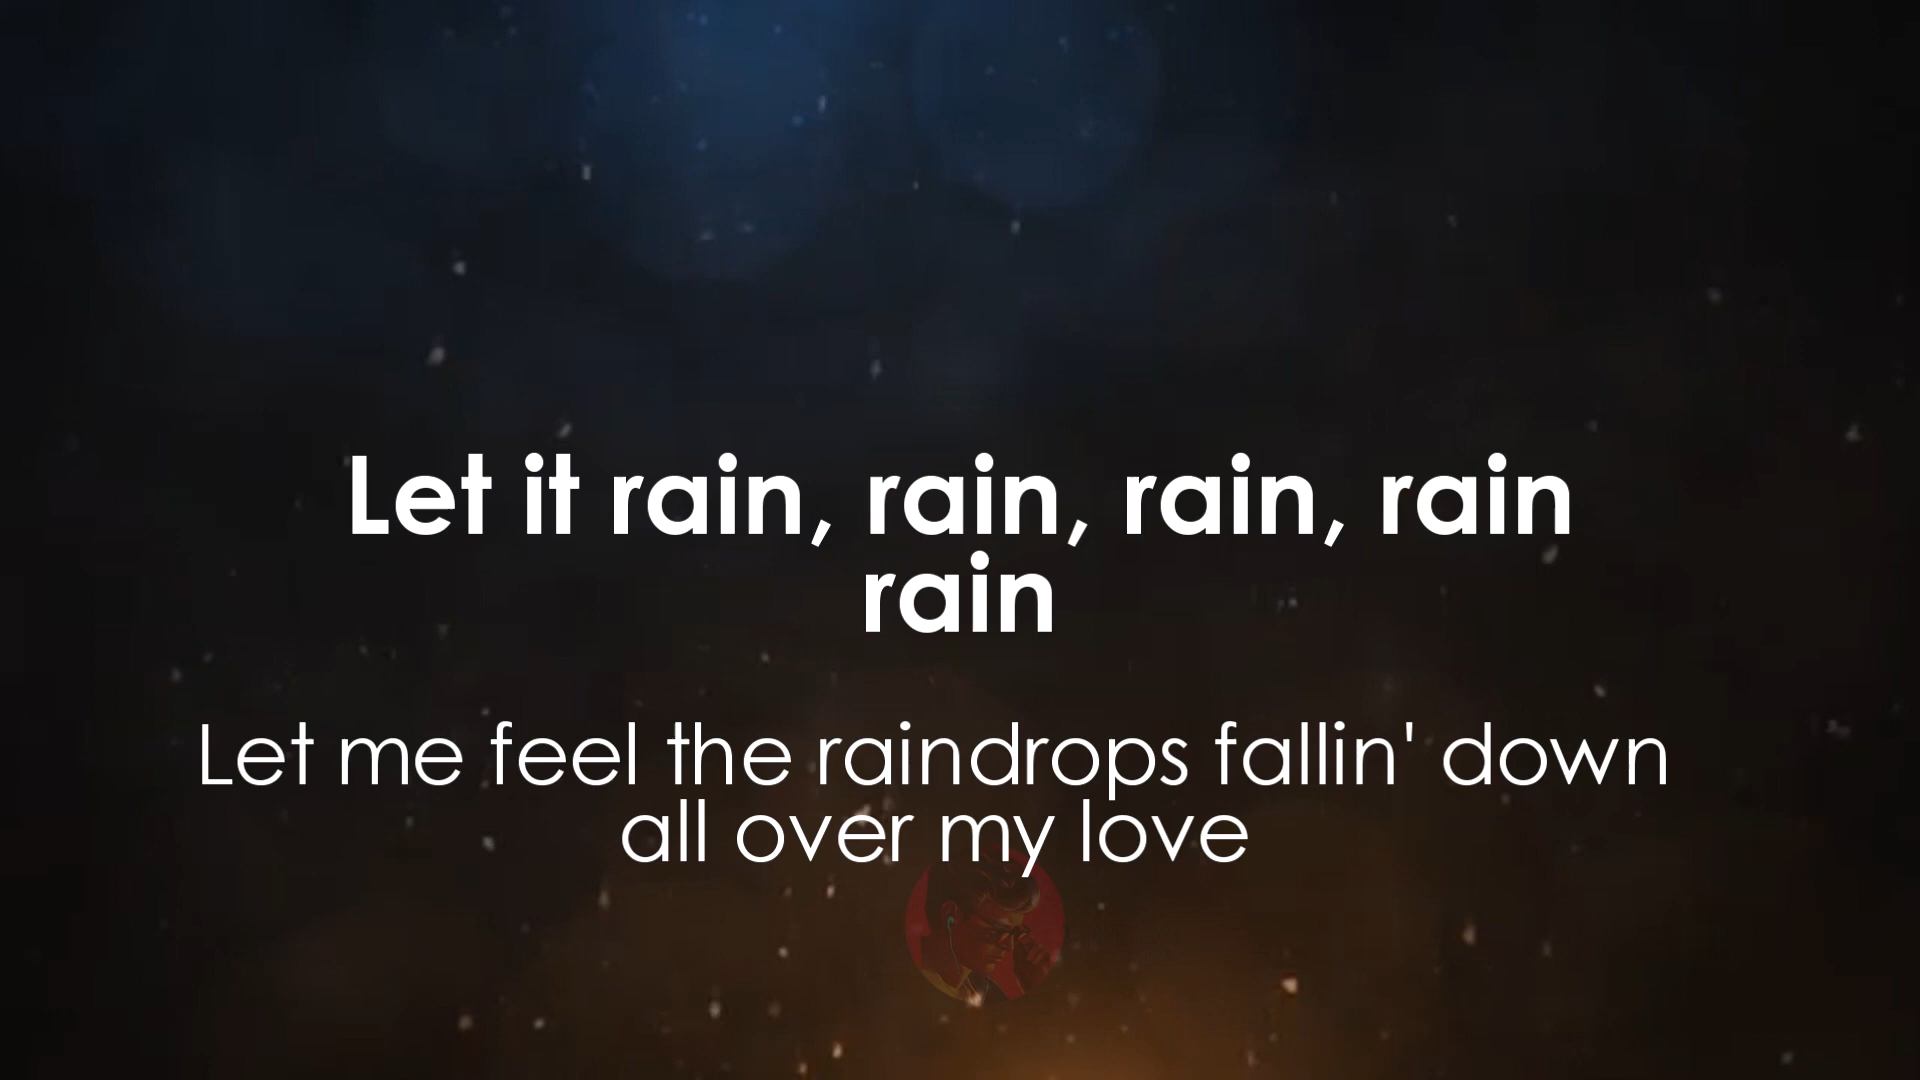 Let it rain, rain, rain, rain
rain
Let me feel the raindrops fallin' down
all over my love